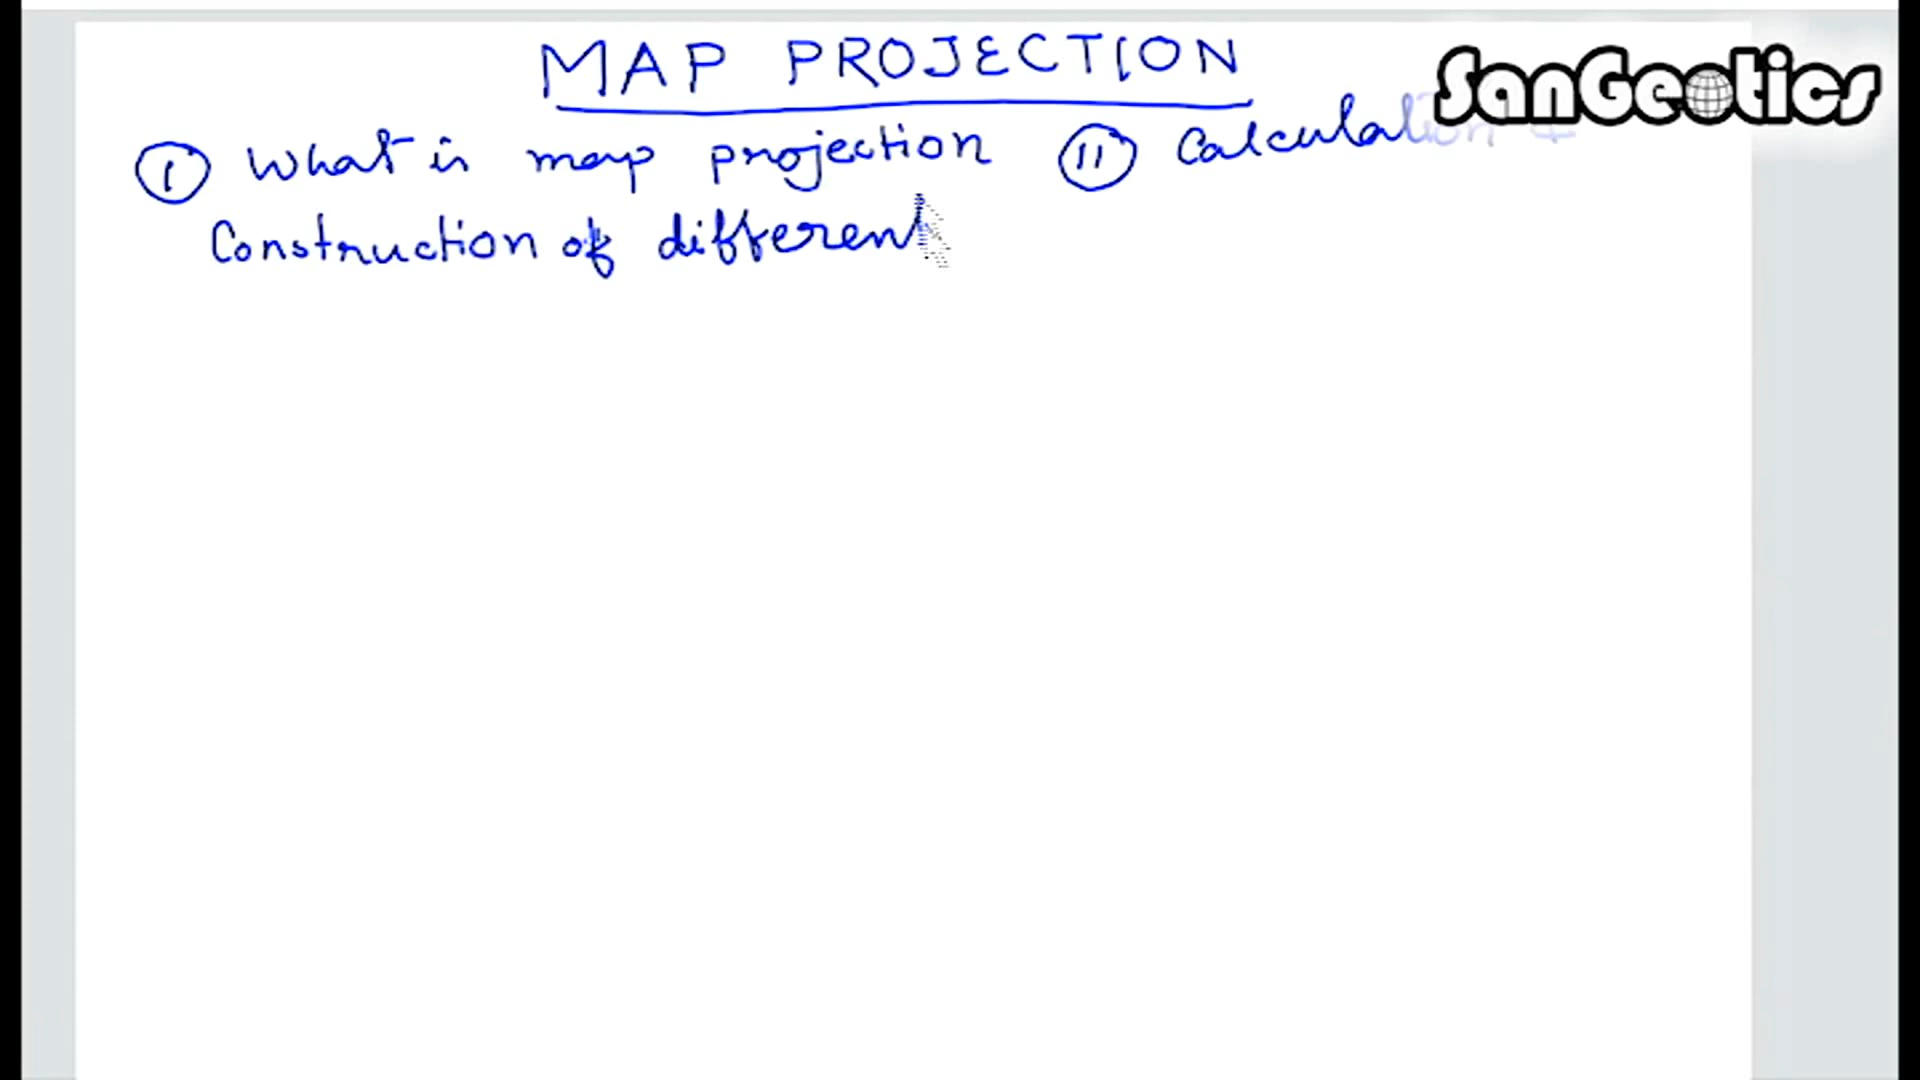 MAP PROJECTION
SanGeotics
I What is map projection II Calculation &
Construction of different